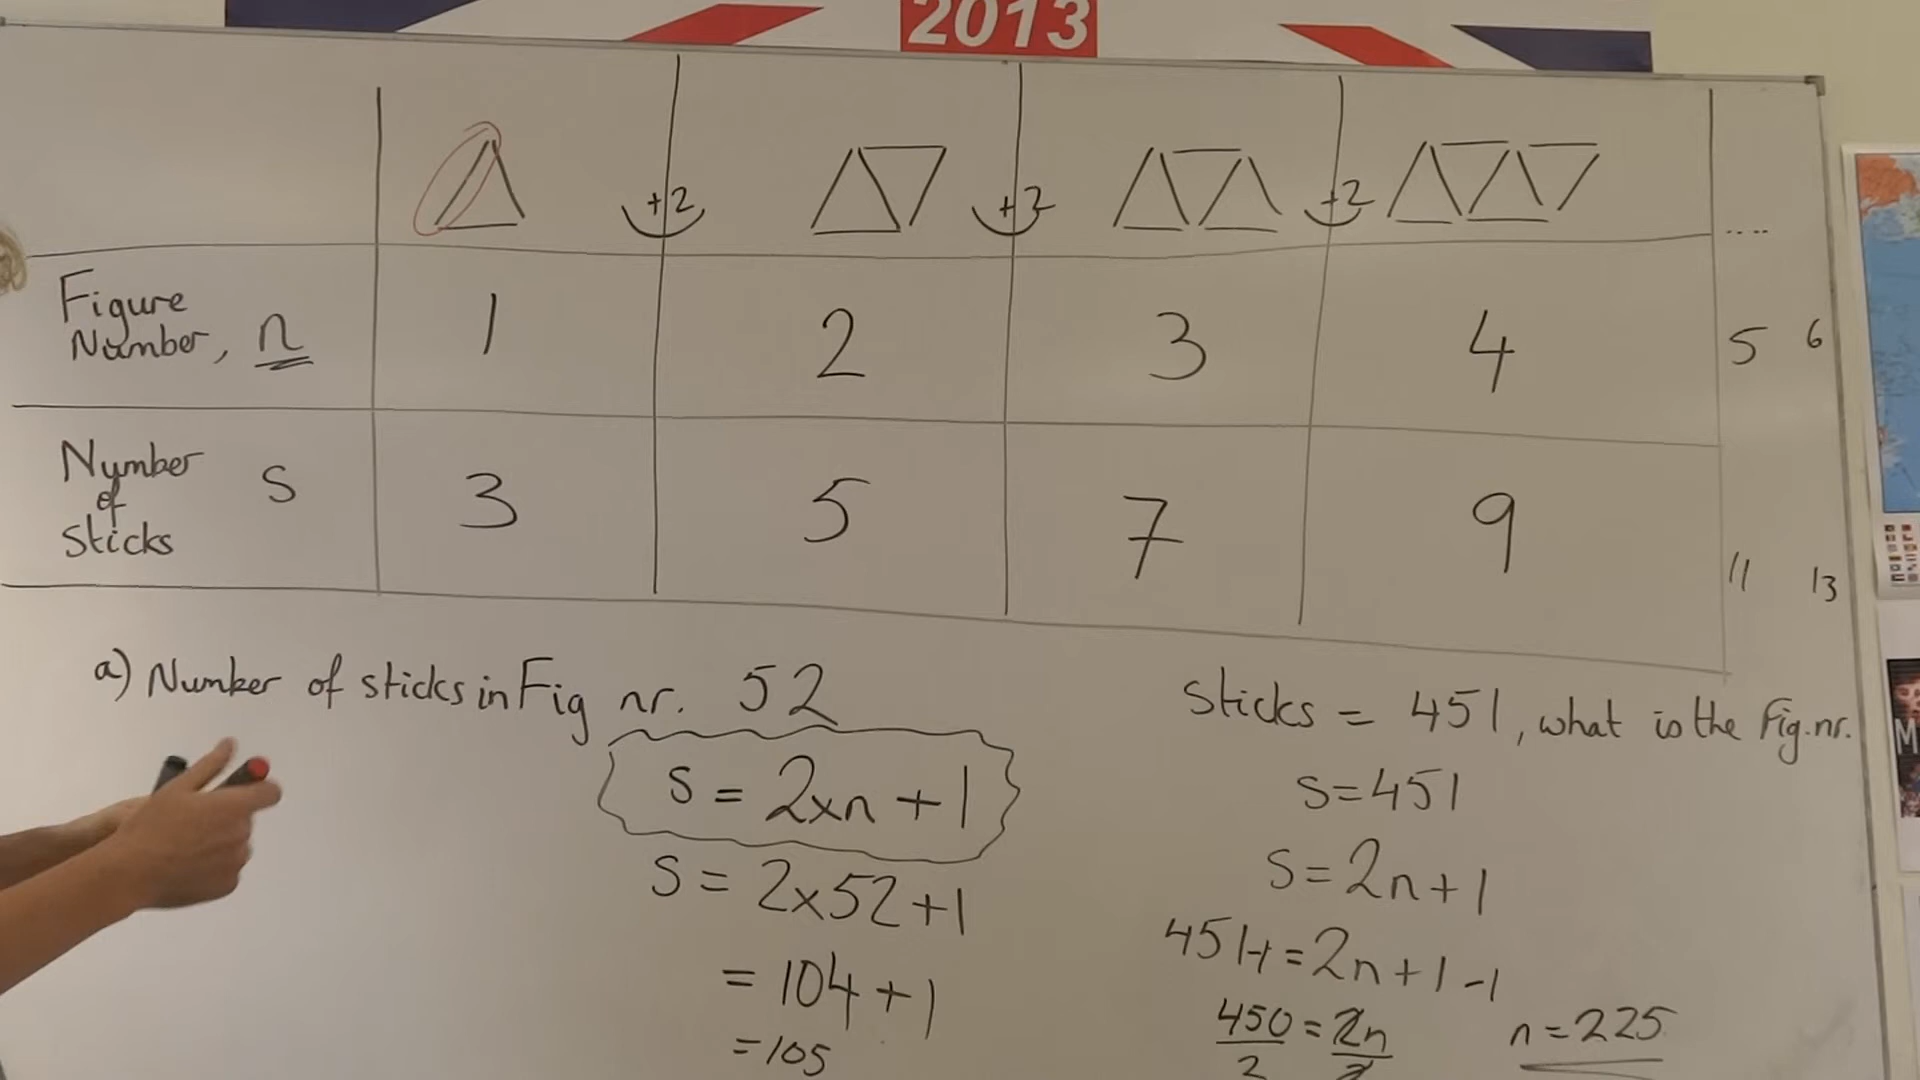 2013
+2 +2 +2 ....
Figure
Number, n 1 2 3 4 5 6
Number
of
Sticks S 3 5 7 9 11 13
a) Number of sticks in Fig nr. 52
s = 2xn + 1
s = 2x52+1
= 104 + 1
= 105
Sticks = 451, what is the Fig. nr.
s=451
s=2n+1
451-1 = 2n + 1 - 1
450/2 = 2n/2
n = 225
M